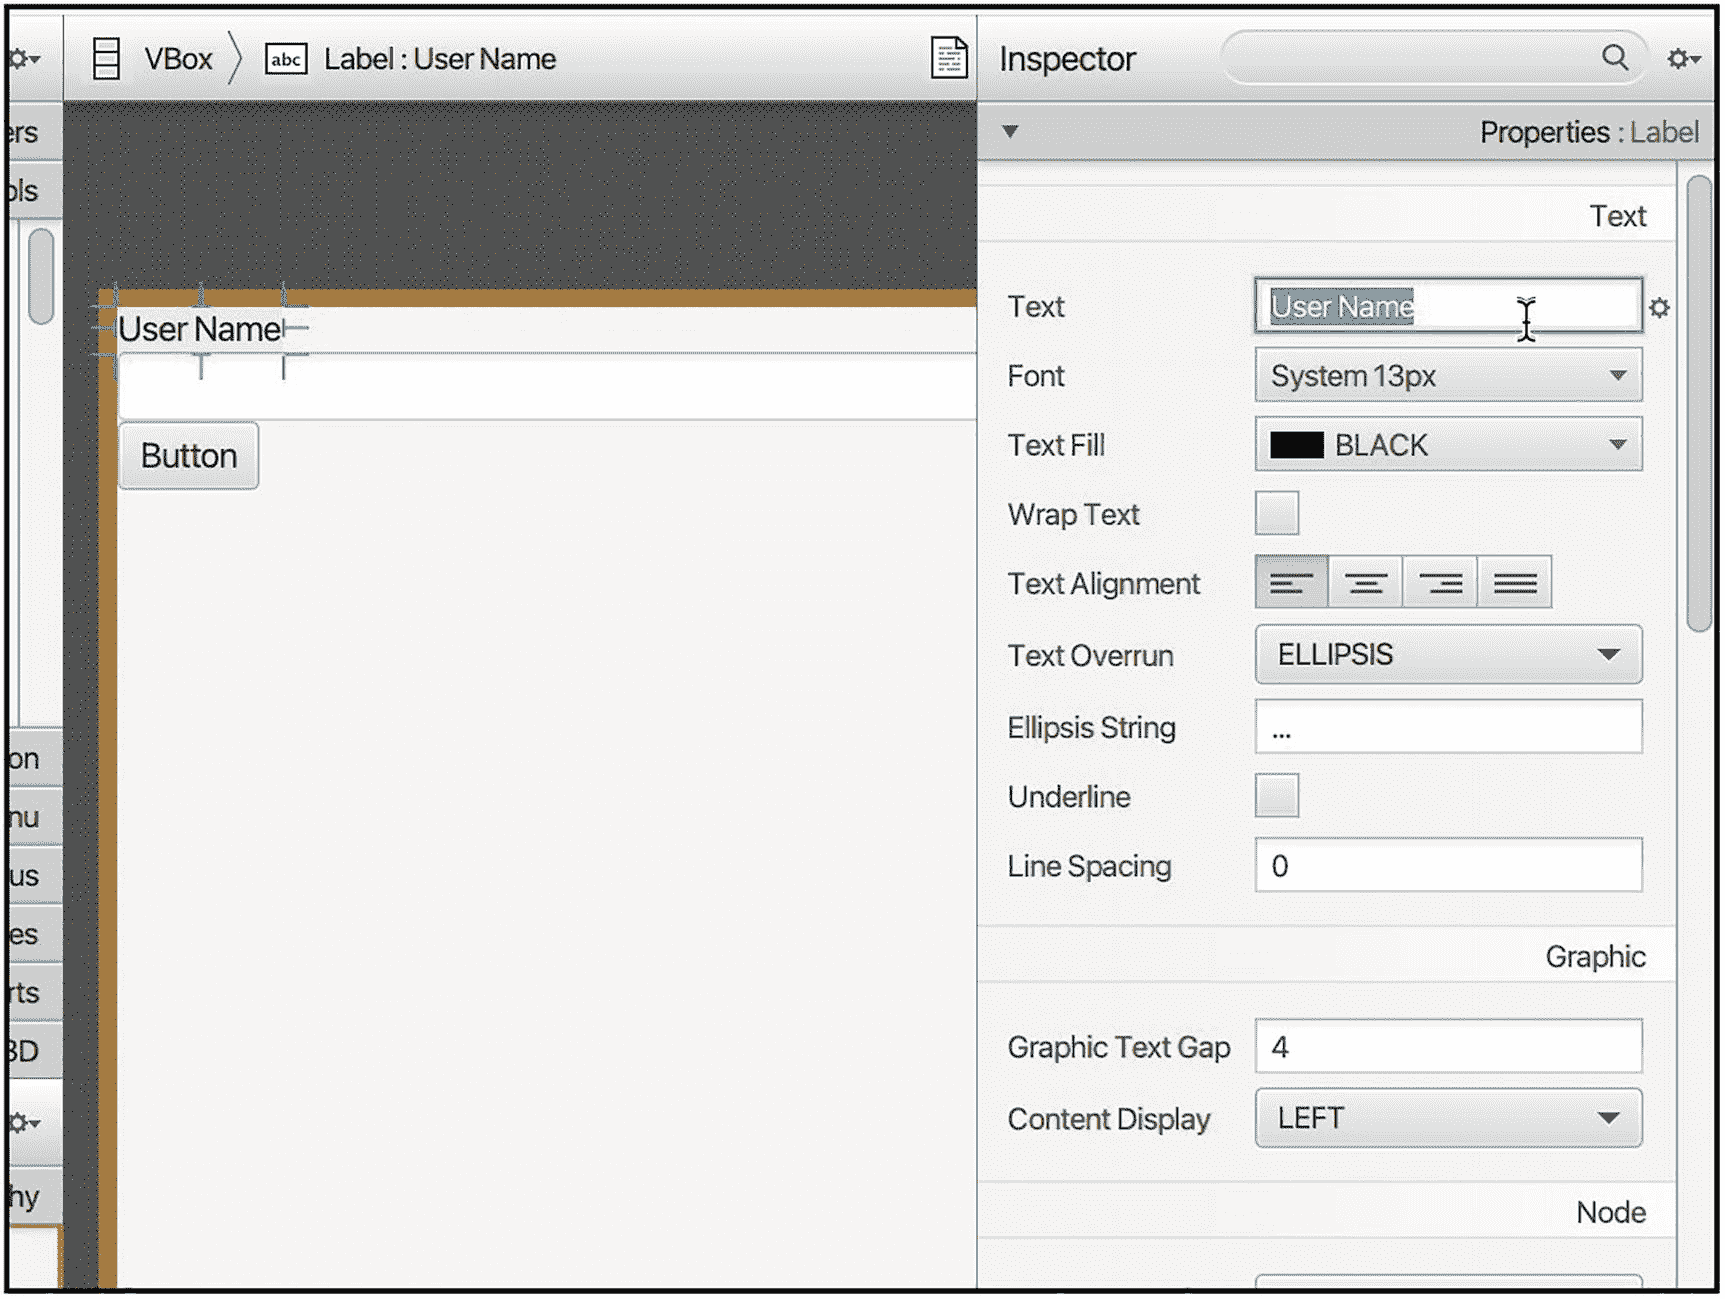 VBox
abc
Label : User Name
Inspector
ers
ols
Properties : Label
Text
Text
User Name
Font
System 13px
Text Fill
BLACK
Wrap Text
Text Alignment
Text Overrun
ELLIPSIS
Ellipsis String
...
Underline
Line Spacing
0
Graphic
Graphic Text Gap
4
Content Display
LEFT
Node
User Name
Button
on
nu
us
es
rts
3D
hy